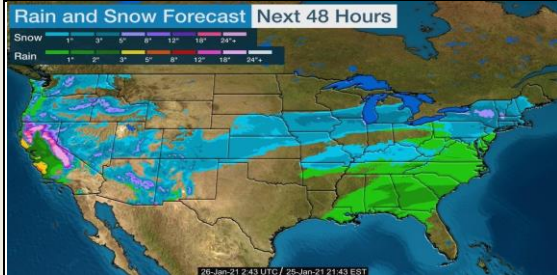 Rain and Snow Forecast Next 48 Hours
Snow
1" 3" 5" 8" 12" 18" 24"+
Rain
1" 2" 3" 5" 8" 12" 18" 24"+
26-Jan-21 2:43 UTC / 25-Jan-21 21:43 EST